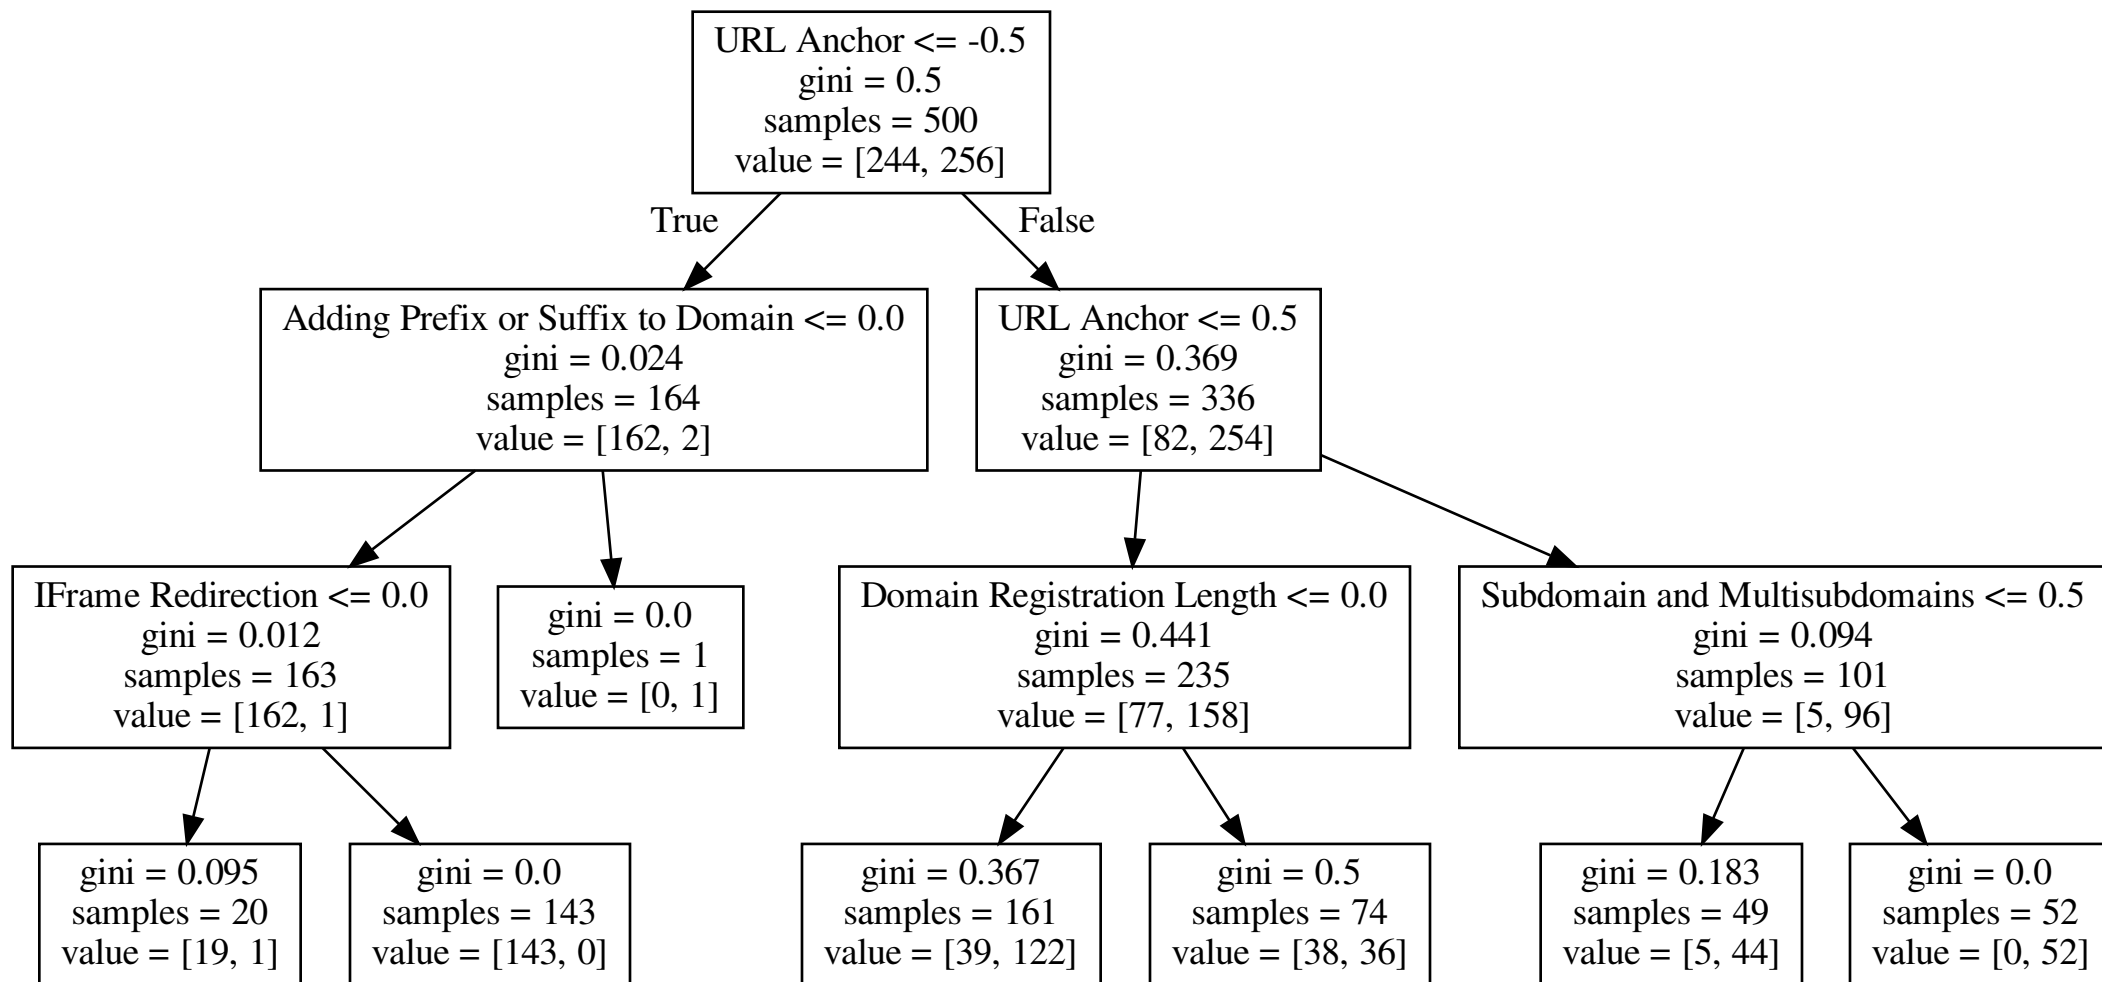 URL Anchor <= -0.5
gini = 0.5
samples = 500
value = [244, 256]
True
False
Adding Prefix or Suffix to Domain <= 0.0
gini = 0.024
samples = 164
value = [162, 2]
URL Anchor <= 0.5
gini = 0.369
samples = 336
value = [82, 254]
IFrame Redirection <= 0.0
gini = 0.012
samples = 163
value = [162, 1]
gini = 0.0
samples = 1
value = [0, 1]
Domain Registration Length <= 0.0
gini = 0.441
samples = 235
value = [77, 158]
Subdomain and Multisubdomains <= 0.5
gini = 0.094
samples = 101
value = [5, 96]
gini = 0.095
samples = 20
value = [19, 1]
gini = 0.0
samples = 143
value = [143, 0]
gini = 0.367
samples = 161
value = [39, 122]
gini = 0.5
samples = 74
value = [38, 36]
gini = 0.183
samples = 49
value = [5, 44]
gini = 0.0
samples = 52
value = [0, 52]